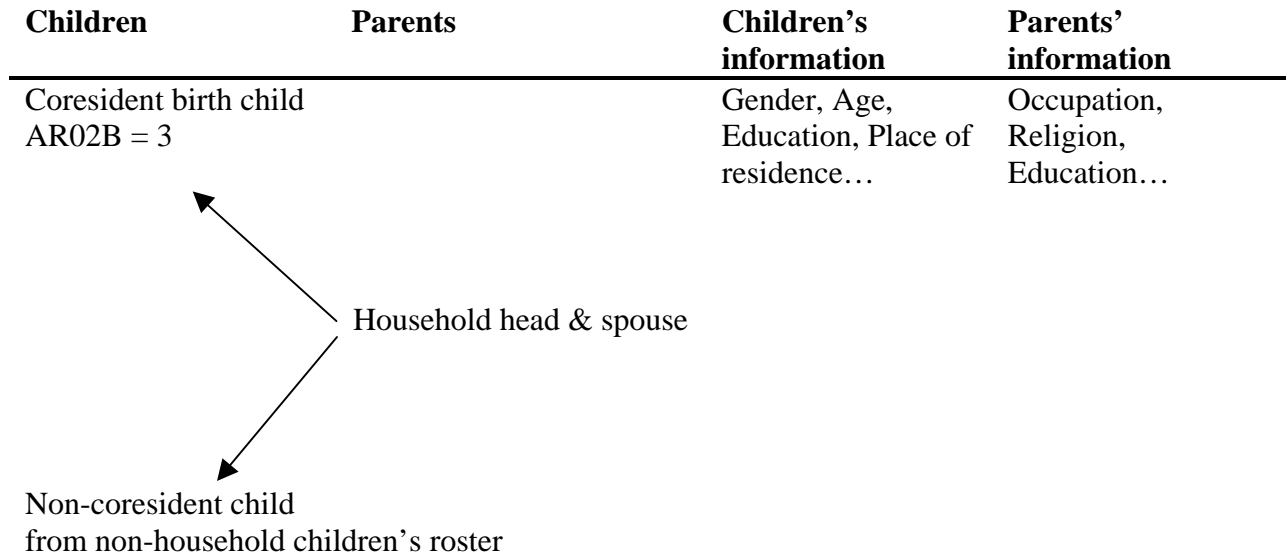 Children
Parents
Children’s
information
Parents’
information
Coresident birth child
AR02B = 3
Gender, Age,
Education, Place of
residence…
Occupation,
Religion,
Education…
Household head & spouse
Non-coresident child
from non-household children’s roster